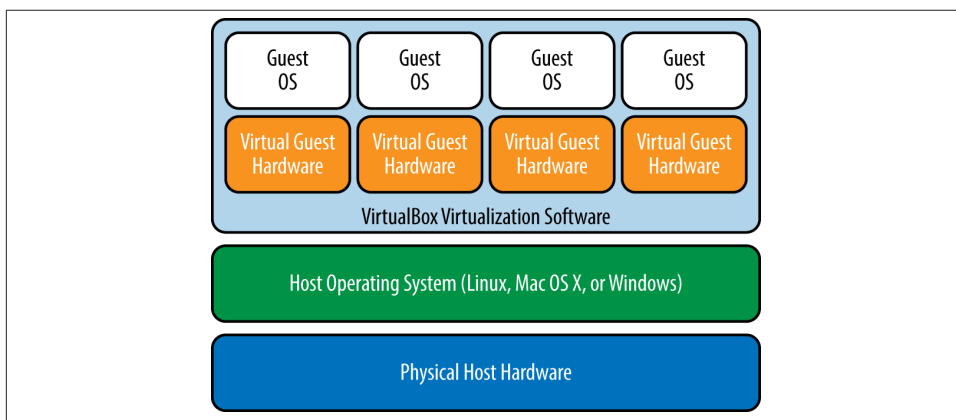 Guest
OS
Guest
OS
Guest
OS
Guest
OS
Virtual Guest
Hardware
Virtual Guest
Hardware
Virtual Guest
Hardware
Virtual Guest
Hardware
VirtualBox Virtualization Software
Host Operating System (Linux, Mac OS X, or Windows)
Physical Host Hardware